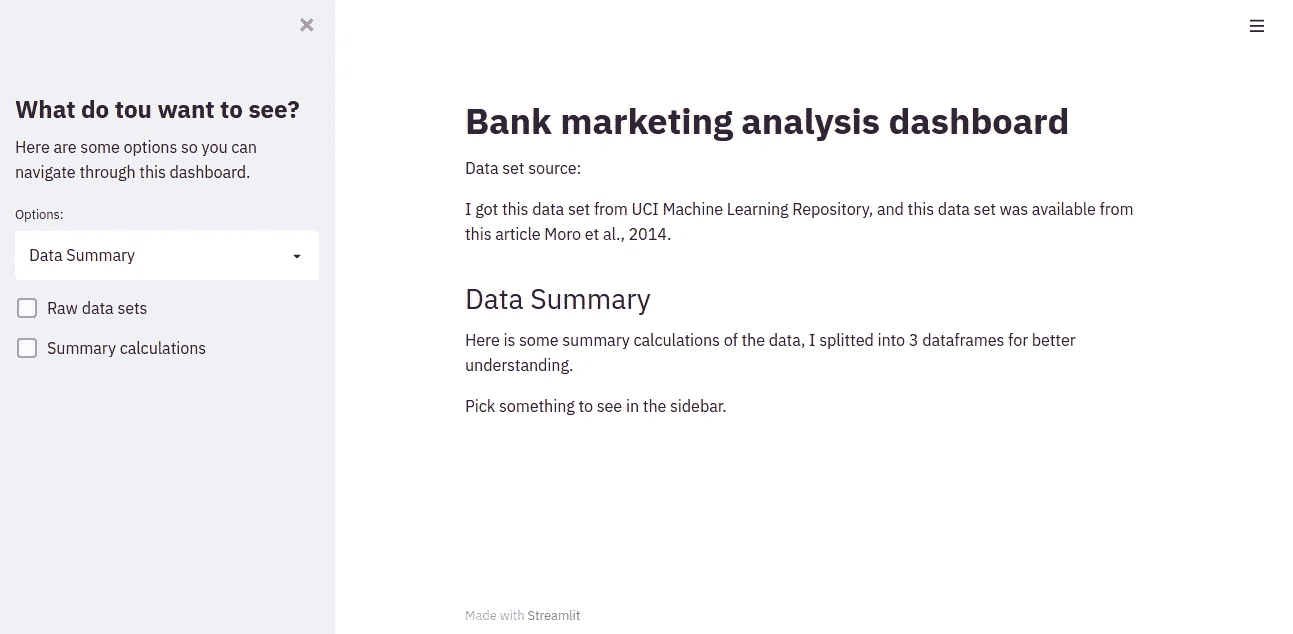 What do tou want to see?
Here are some options so you can
navigate through this dashboard.
Options:
Data Summary
Raw data sets
Summary calculations
Bank marketing analysis dashboard
Data set source:
I got this data set from UCI Machine Learning Repository, and this data set was available from
this article Moro et al., 2014.
Data Summary
Here is some summary calculations of the data, I splitted into 3 dataframes for better
understanding.
Pick something to see in the sidebar.
Made with Streamlit